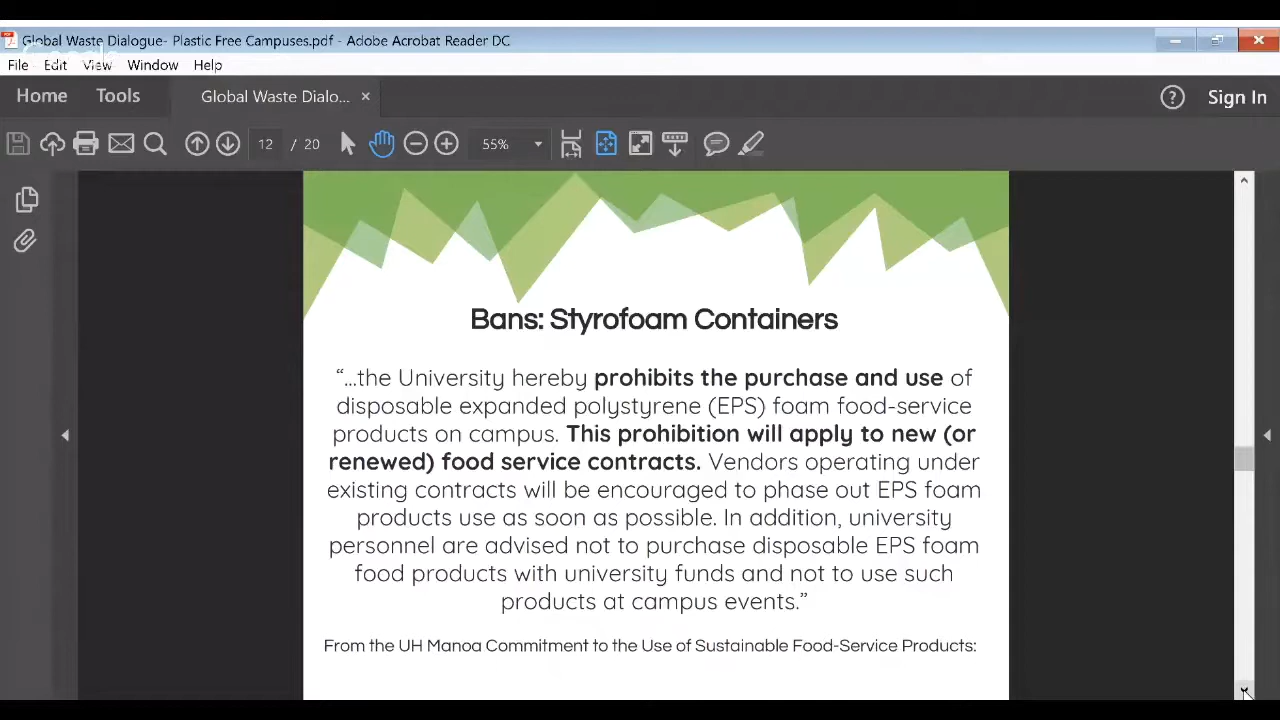 Global Waste Dialogue- Plastic Free Campuses.pdf - Adobe Acrobat Reader DC
Google
File Edit View Window Help
Home Tools Global Waste Dialo... × ? Sign In
12 / 20 55%
Bans: Styrofoam Containers
“...the University hereby prohibits the purchase and use of
disposable expanded polystyrene (EPS) foam food-service
products on campus. This prohibition will apply to new (or
renewed) food service contracts. Vendors operating under
existing contracts will be encouraged to phase out EPS foam
products use as soon as possible. In addition, university
personnel are advised not to purchase disposable EPS foam
food products with university funds and not to use such
products at campus events.”
From the UH Manoa Commitment to the Use of Sustainable Food-Service Products: